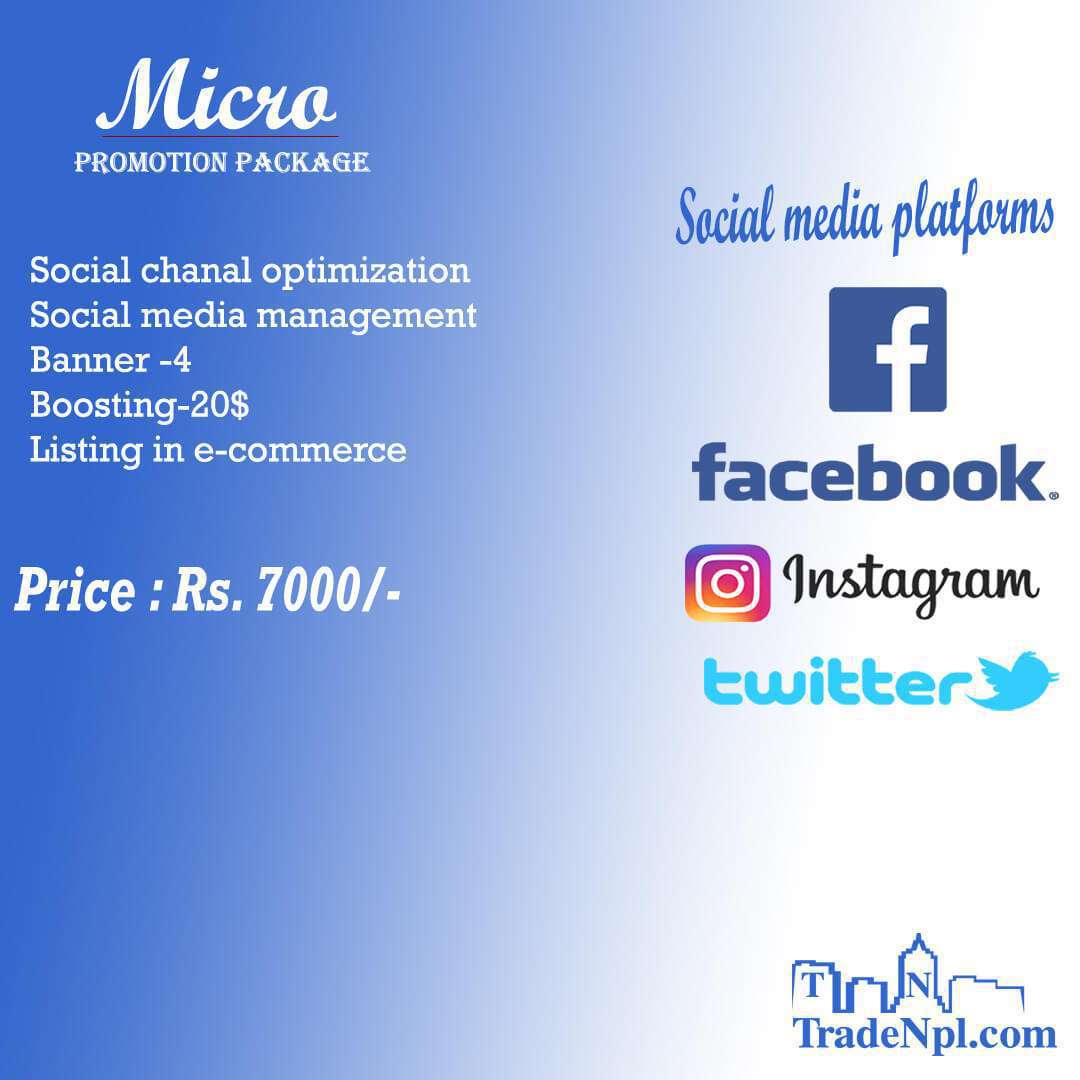 Micro
PROMOTION PACKAGE
Social chanal optimization
Social media management
Banner -4
Boosting-20$
Listing in e-commerce
Price : Rs. 7000/-
Social media platforms
f
facebook®
Instagram
twitter
T N
TradeNpl.com